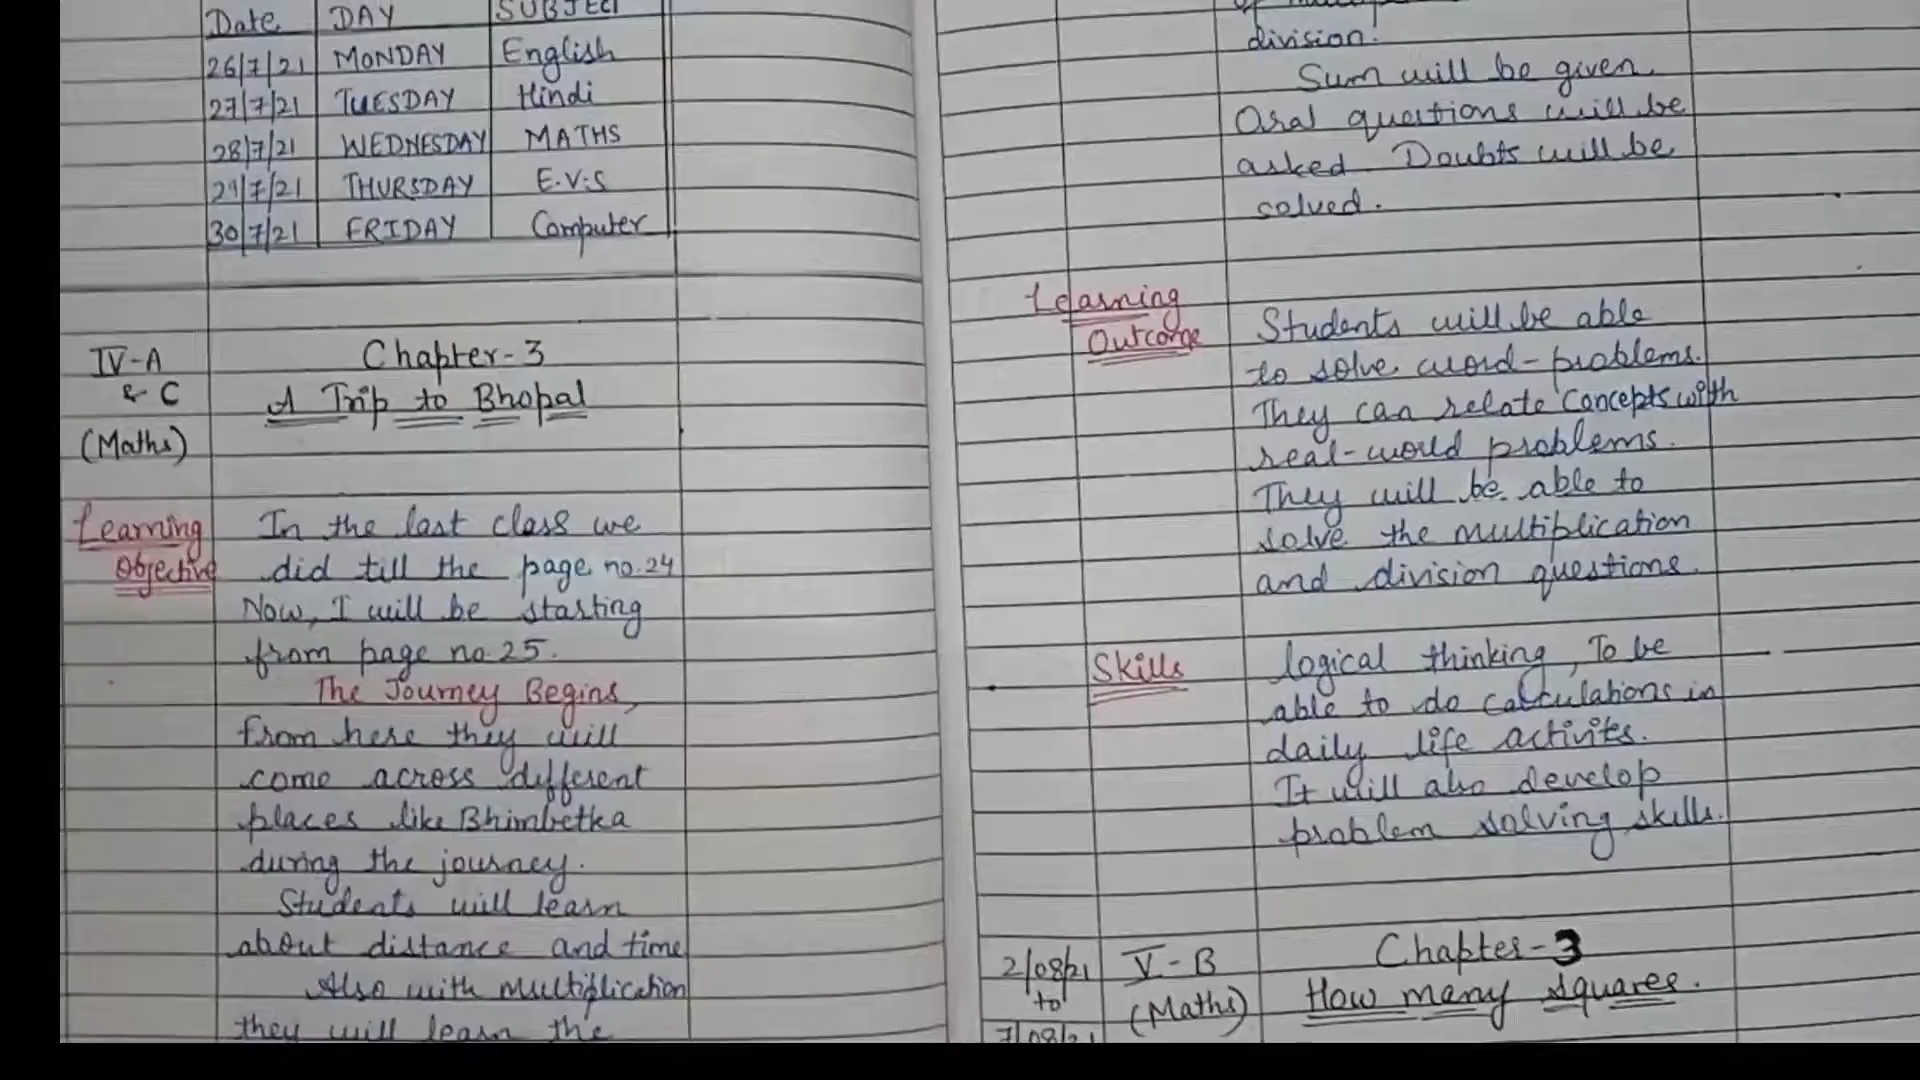 Date DAY SUBJECT
26/7/21 MONDAY English
27/7/21 TUESDAY Hindi
28/7/21 WEDNESDAY MATHS
29/7/21 THURSDAY E.V.S
30/7/21 FRIDAY Computer
IV-A Chapter-3
& C A Trip to Bhopal
(Maths)
Learning In the last class we
Objective did till the page no.24
Now, I will be starting
from page no.25.
The Journey Begins,
from here they will
come across different
places like Bhimbetka
during the journey.
Students will learn
about distance and time
Also with multiplication
they will learn the
division.
Sum will be given.
Oral questions will be
asked Doubts will be
solved.
Learning Students will be able
Outcome to solve word-problems.
They can relate concepts with
real-world problems.
They will be able to
solve the multiplication
and division questions.
Skills logical thinking, To be
able to do calculations in
daily life activites.
It will also develop
problem solving skills.
2/08/21 V-B Chapter-3
to (Maths) How many squares.
7/08/21